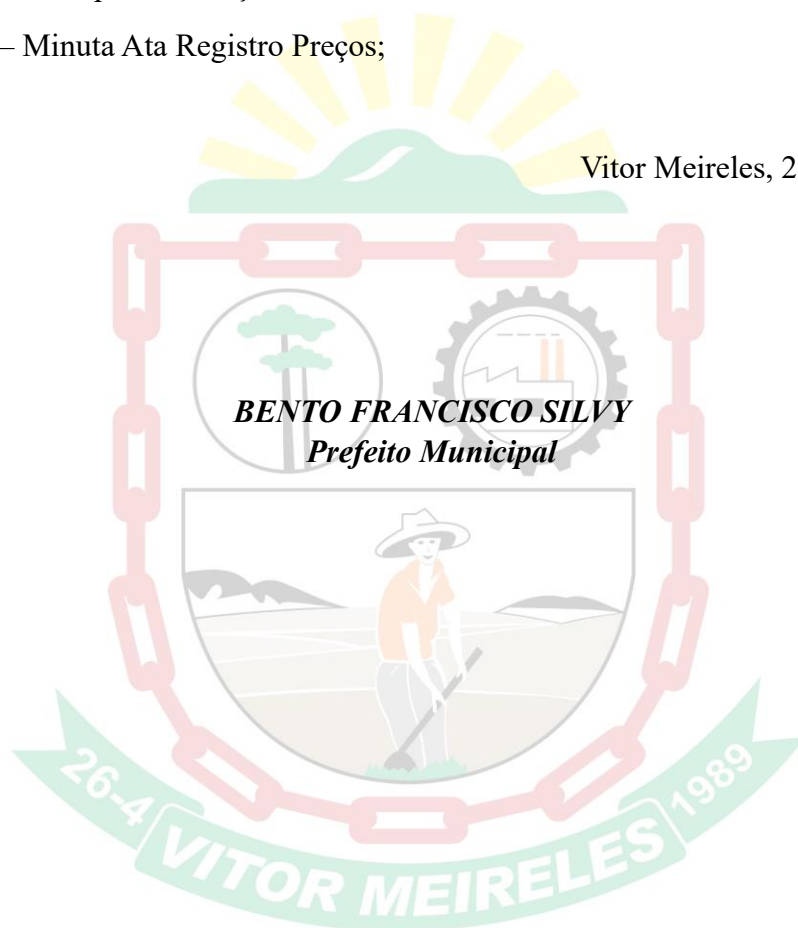 – Minuta Ata Registro Preços;
Vitor Meireles, 2
BENTO FRANCISCO SILVY
Prefeito Municipal
26-4 1989
VITOR MEIRELES